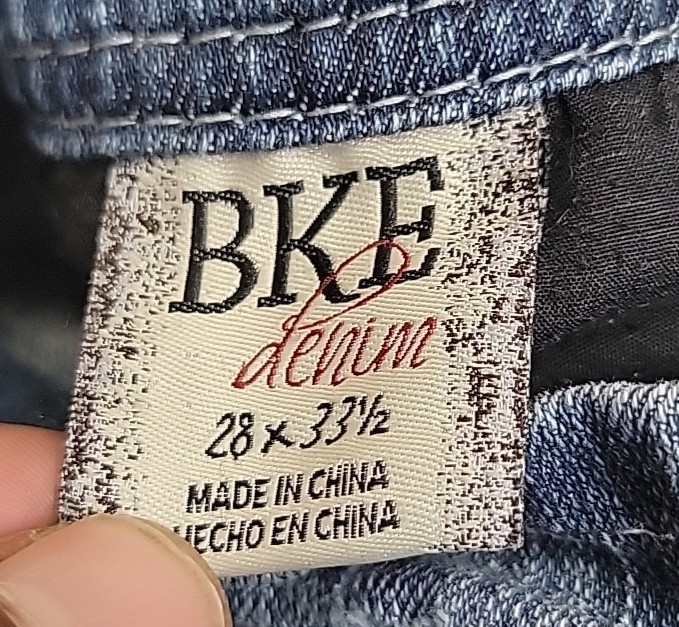 BKE
denim
28 x 33½
MADE IN CHINA
HECHO EN CHINA